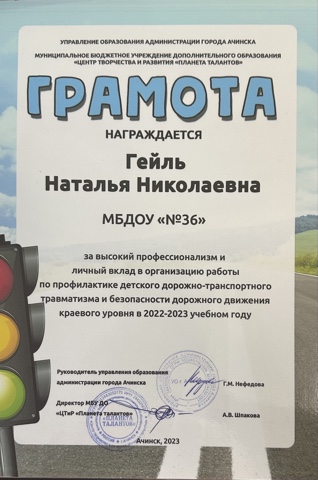 УПРАВЛЕНИЕ ОБРАЗОВАНИЯ АДМИНИСТРАЦИИ ГОРОДА АЧИНСКА
МУНИЦИПАЛЬНОЕ БЮДЖЕТНОЕ УЧРЕЖДЕНИЕ ДОПОЛНИТЕЛЬНОГО ОБРАЗОВАНИЯ
«ЦЕНТР ТВОРЧЕСТВА И РАЗВИТИЯ «ПЛАНЕТА ТАЛАНТОВ»
ГРАМОТА
НАГРАЖДАЕТСЯ
Гейль
Наталья Николаевна
МБДОУ «№36»
за высокий профессионализм и
личный вклад в организацию работы
по профилактике детского дорожно-транспортного
травматизма и безопасности дорожного движения
краевого уровня в 2022-2023 учебном году
Руководитель управления образования
администрации города Ачинска
Г.М. Нефедова
Директор МБУ ДО
«ЦТиР «Планета талантов»
А.В. Шпакова
ПЛАНЕТА
ТАЛАНТОВ
Ачинск, 2023